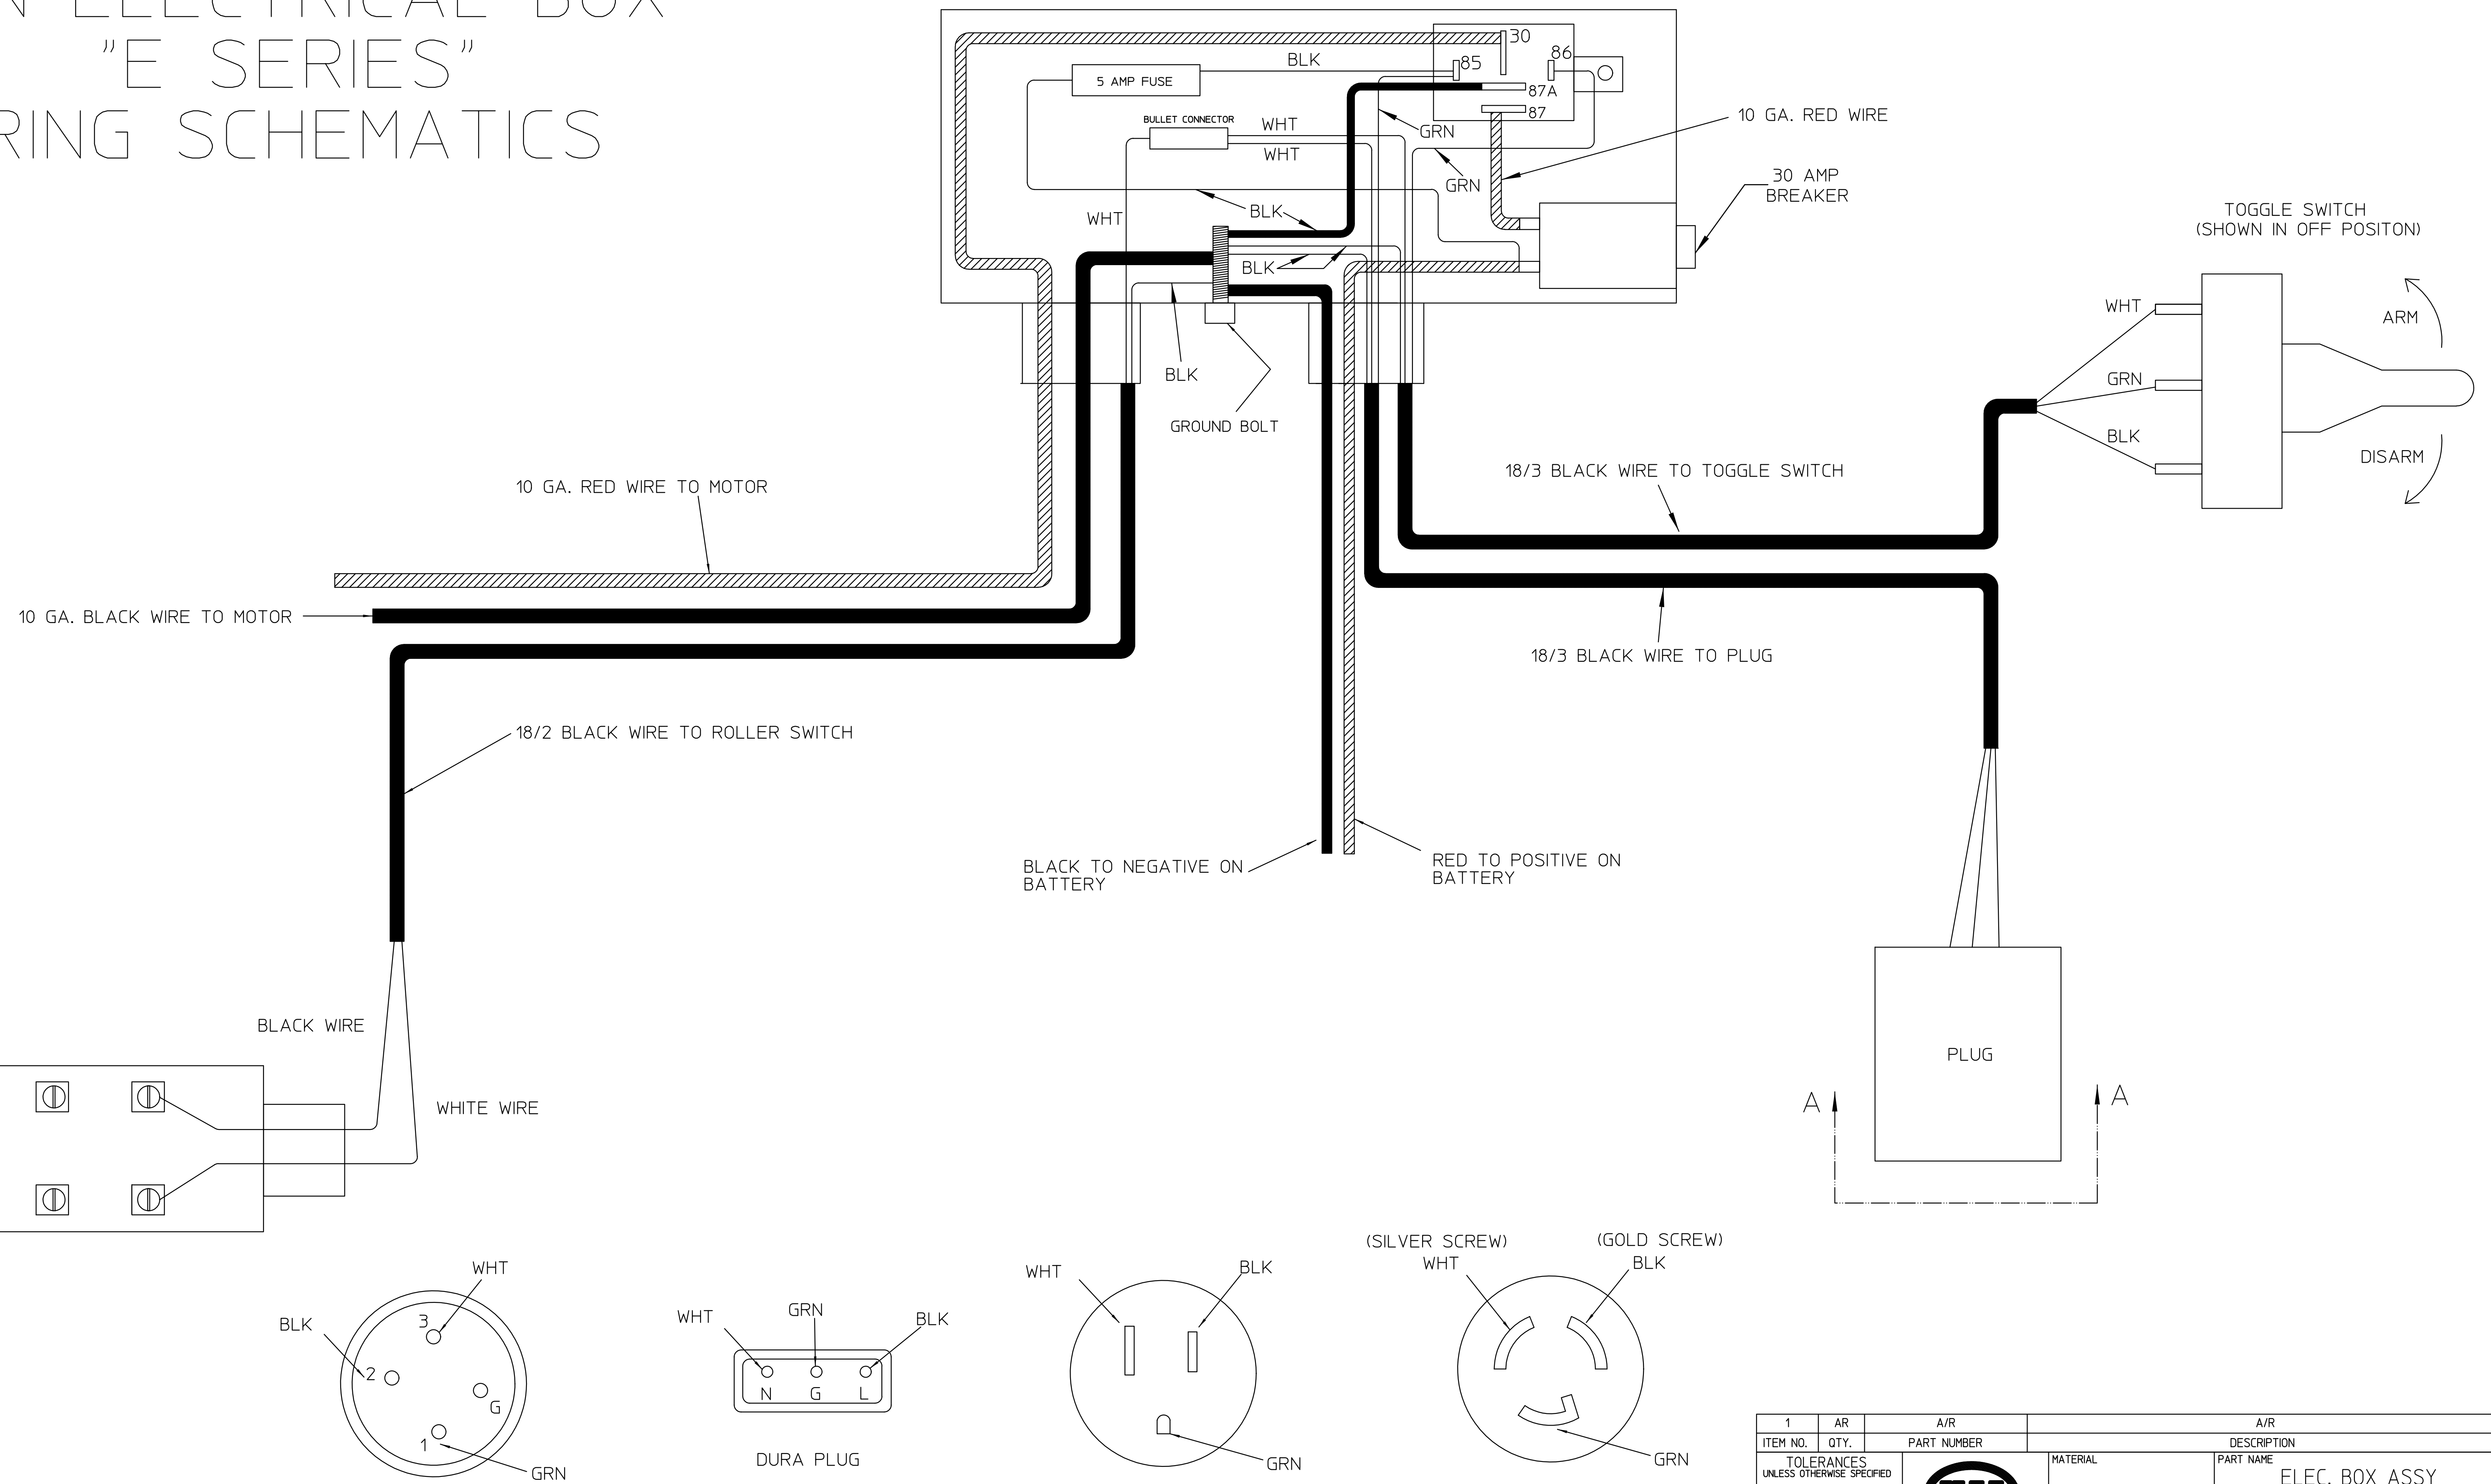 ELECTRICAL BOX
"E SERIES"
RING SCHEMATICS
30
86
85
BLK
5 AMP FUSE
87A
87
BULLET CONNECTOR
WHT
WHT
GRN
GRN
10 GA. RED WIRE
30 AMP
BREAKER
WHT
BLK
BLK
BLK
GROUND BOLT
TOGGLE SWITCH
(SHOWN IN OFF POSITON)
WHT
ARM
GRN
BLK
DISARM
18/3 BLACK WIRE TO TOGGLE SWITCH
10 GA. RED WIRE TO MOTOR
10 GA. BLACK WIRE TO MOTOR
18/3 BLACK WIRE TO PLUG
18/2 BLACK WIRE TO ROLLER SWITCH
BLACK TO NEGATIVE ON
BATTERY
RED TO POSITIVE ON
BATTERY
BLACK WIRE
WHITE WIRE
PLUG
A
A
WHT
BLK
3
2
G
1
GRN
WHT
GRN
BLK
N G L
DURA PLUG
WHT
BLK
GRN
(SILVER SCREW)
WHT
(GOLD SCREW)
BLK
GRN
1 AR A/R A/R
ITEM NO. QTY. PART NUMBER DESCRIPTION
TOLERANCES
UNLESS OTHERWISE SPECIFIED
MATERIAL
PART NAME
ELEC. BOX ASSY